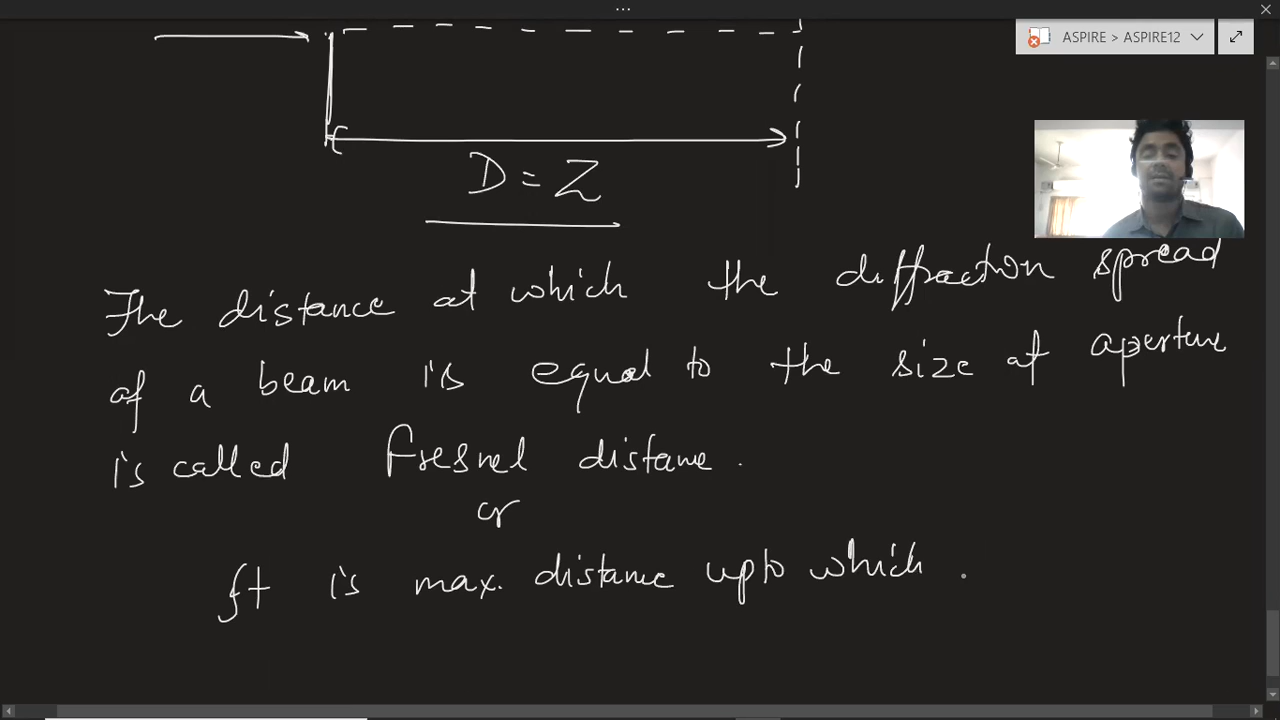 ASPIRE > ASPIRE12
D = Z
The distance at which the diffraction spread
of a beam is equal to the size of aperture
is called Fresnel distance.
or
It is max. distance upto which